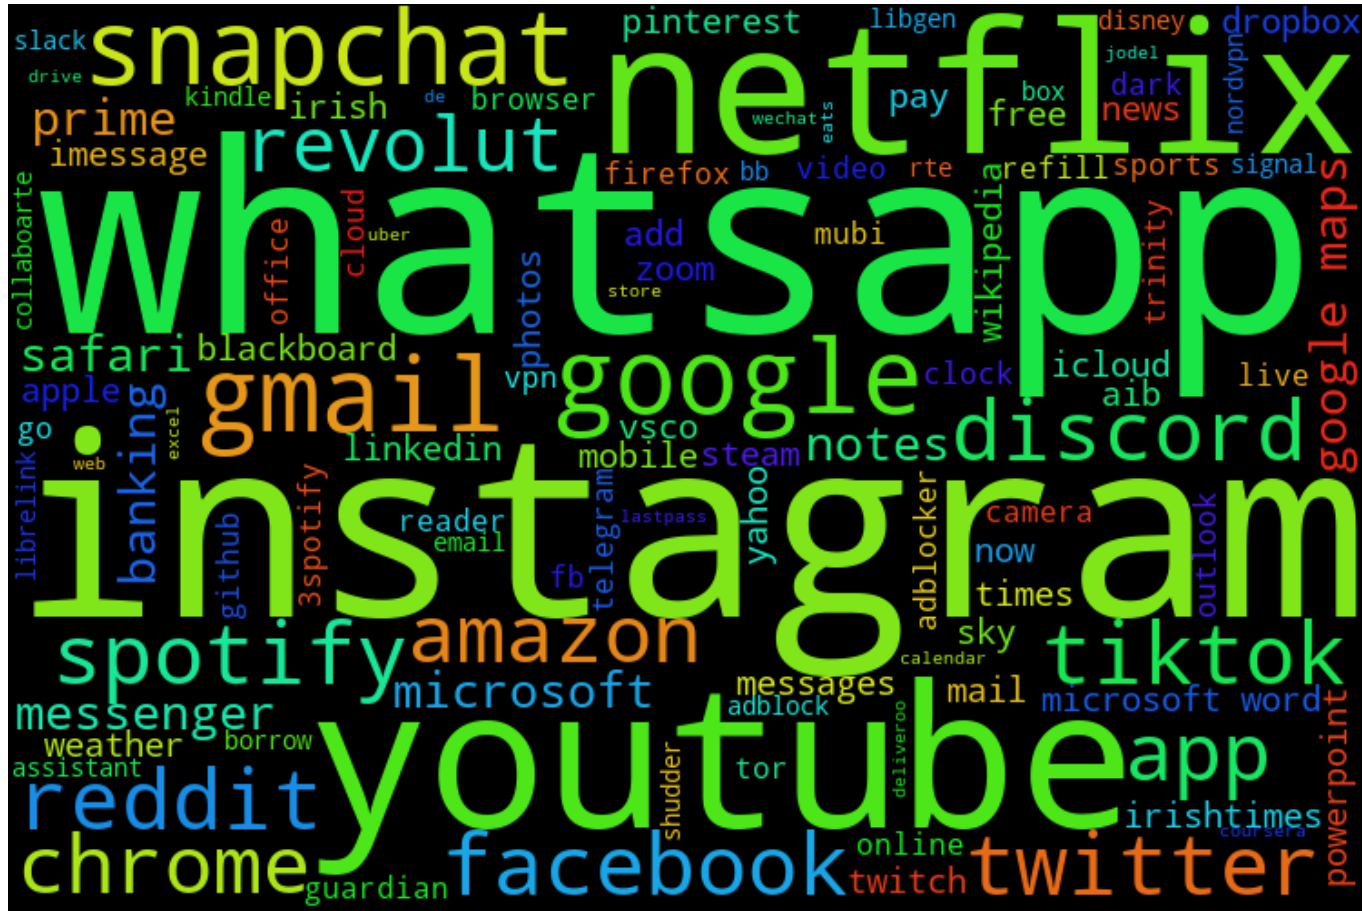 slack
snapchat
pinterest
libgen
disney
dropbox
drive
netflix
jodel
kindle
irish
de
browser
wechat
eats
pay
box
free
dark
news
nordvpn
prime
imessage
revolut
firefox
bb
video
rte
wikipedia
refill
sports
signal
collaboarte
whatsapp
office
cloud
uber
photos
add
zoom
store
mubi
trinity
google maps
safari
blackboard
gmail
vpn
google
clock
icloud
aib
live
apple
banking
excel
go
web
linkedin
vsco
mobile
steam
notes
discord
librelink
instagram
github
3spotify
reader
email
fb
telegram
lastpass
yahoo
adblocker
camera
now
times
outlook
spotify
amazon
sky
calendar
tiktok
microsoft
messages
mail
microsoft word
messenger
adblock
weather
borrow
youtube
deliveroo
app
powerpoint
assistant
reddit
shudder
tor
irishtimes
coursera
chrome
guardian
facebook
online
twitch
twitter